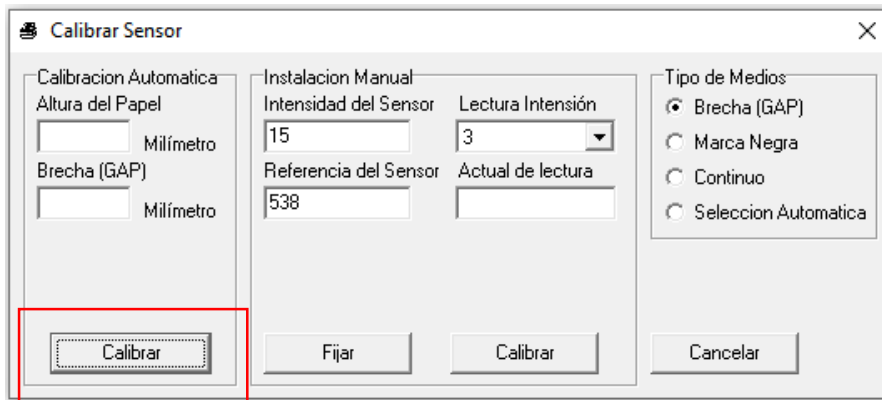 Calibrar Sensor
Calibracion Automatica
Altura del Papel
Milímetro
Brecha (GAP)
Milímetro
Calibrar
Instalacion Manual
Intensidad del Sensor
15
Lectura Intensión
3
Referencia del Sensor
538
Actual de lectura
Fijar
Calibrar
Tipo de Medios
Brecha (GAP)
Marca Negra
Continuo
Seleccion Automatica
Cancelar